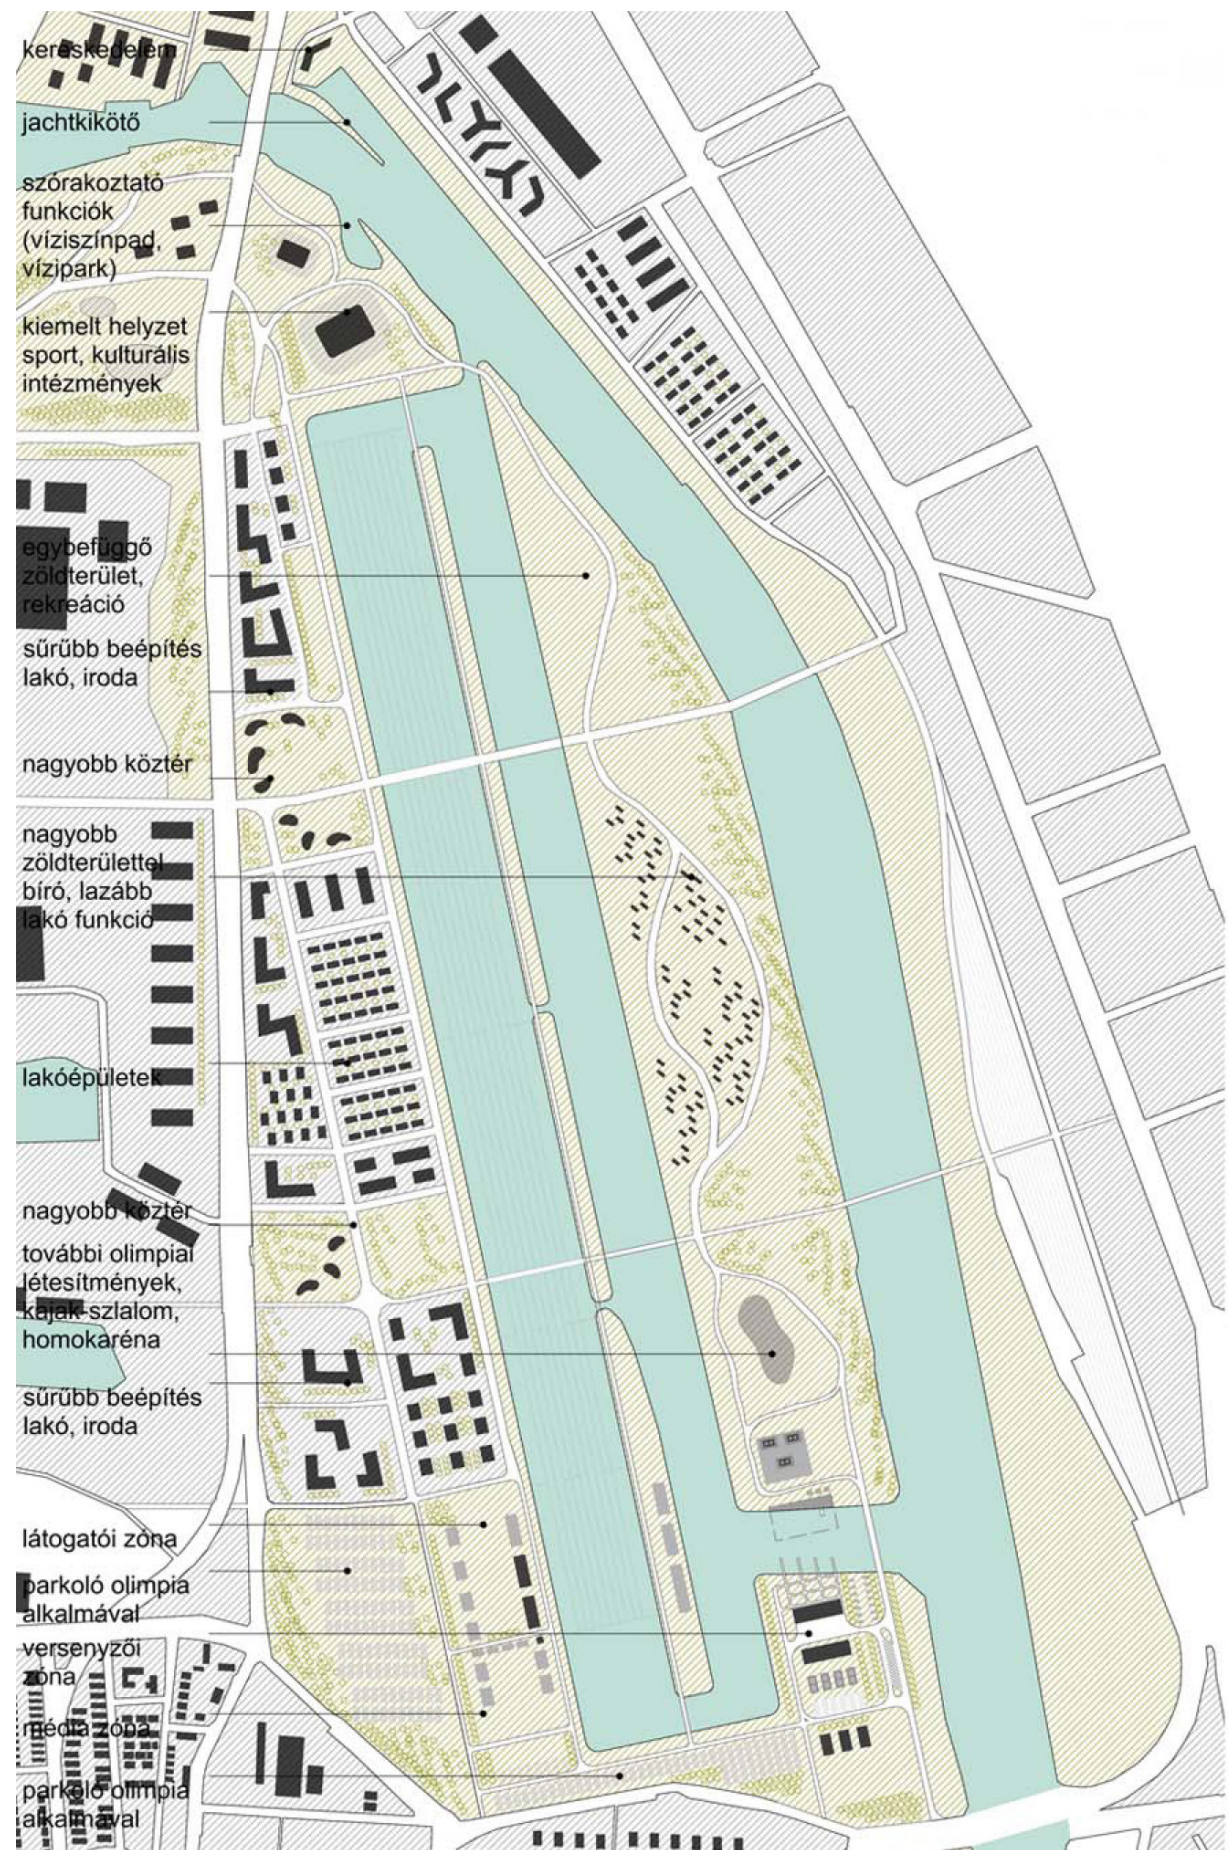 kereskedelem
jachtkikötő
szórakoztató
funkciók
(víziszínpad,
vízipark)
kiemelt helyzet
sport, kulturális
intézmények
egybefüggő
zöldterület,
rekreáció
sűrűbb beépítés
lakó, iroda
nagyobb köztér
nagyobb
zöldterülettel
bíró, lazább
lakó funkció
lakóépületek
nagyobb köztér
további olimpiai
létesítmények,
kajak-szlalom,
homokaréna
sűrűbb beépítés
lakó, iroda
látogatói zóna
parkoló olimpia
alkalmával
versenyzői
zóna
média zóna
parkoló olimpia
alkalmával